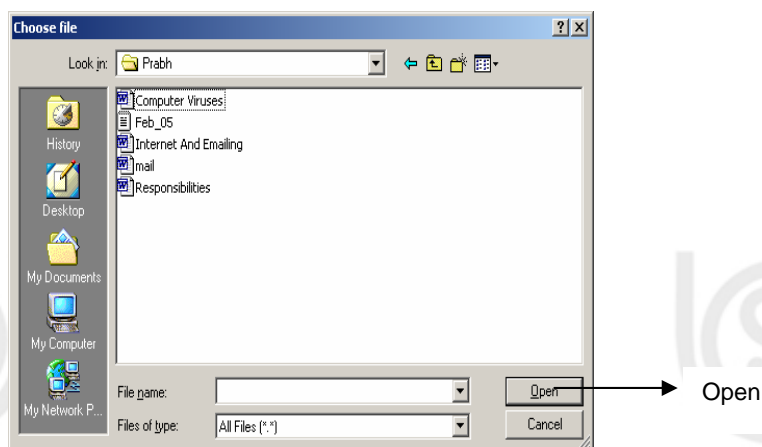 Choose file
Look in: Prabh
Computer Viruses
Feb_05
Internet And Emailing
mail
Responsibilities
History
Desktop
My Documents
My Computer
My Network P...
File name:
Open
Files of type: All Files (*.*)
Cancel
Open